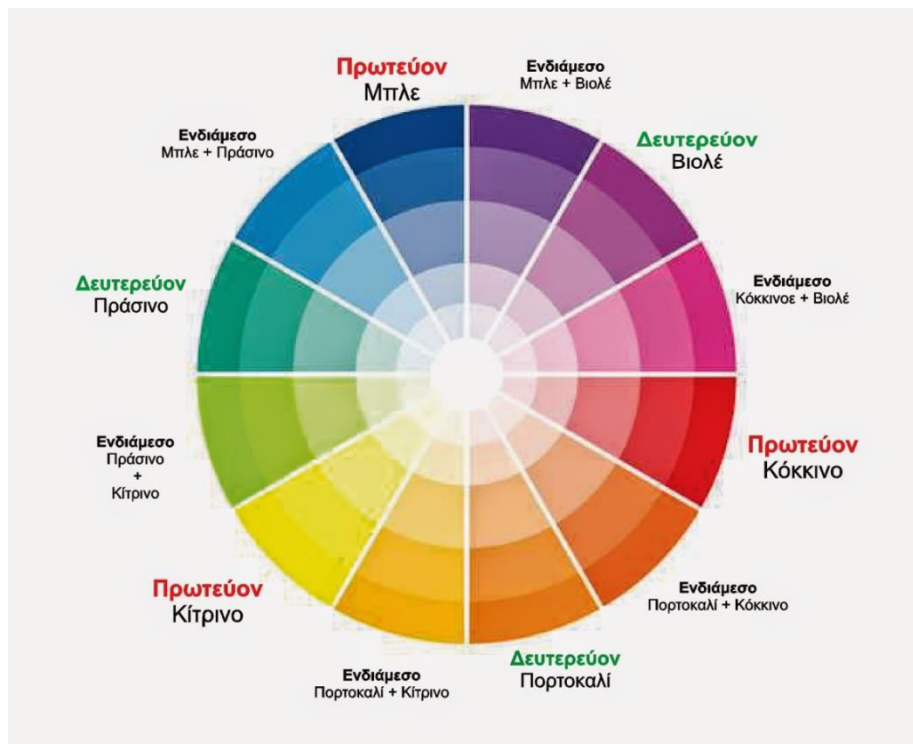 Πρωτεύον
Μπλε
Ενδιάμεσο
Μπλε + Βιολέ
Δευτερεύον
Βιολέ
Ενδιάμεσο
Κόκκινοε + Βιολέ
Πρωτεύον
Κόκκινο
Ενδιάμεσο
Πορτοκαλί + Κόκκινο
Δευτερεύον
Πορτοκαλί
Ενδιάμεσο
Πορτοκαλί + Κίτρινο
Πρωτεύον
Κίτρινο
Ενδιάμεσο
Πράσινο
+
Κίτρινο
Δευτερεύον
Πράσινο
Ενδιάμεσο
Μπλε + Πράσινο